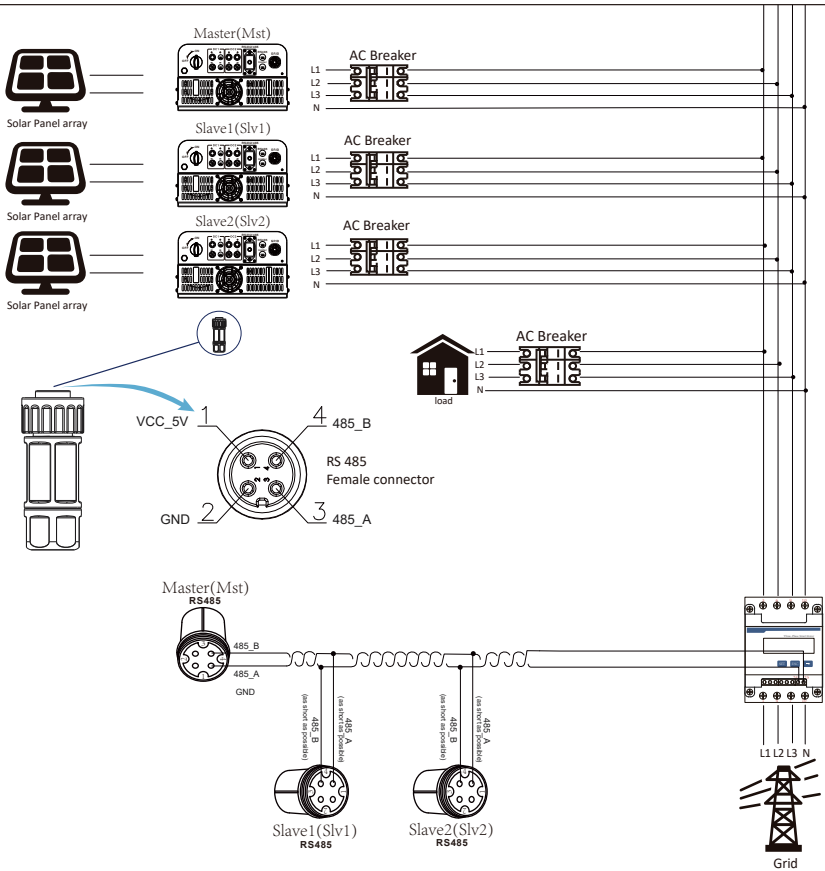 Master(Mst)
AC Breaker
L1
L2
L3
N
Solar Panel array
Slave1(Slv1)
AC Breaker
L1
L2
L3
N
Solar Panel array
Slave2(Slv2)
AC Breaker
L1
L2
L3
N
Solar Panel array
AC Breaker
L1
L2
L3
N
load
VCC_5V 1
4 485_B
RS 485
Female connector
GND 2
3 485_A
1
4
2
3
Master(Mst)
RS485
485_B
485_A
GND
485_B
(as short as possible)
485_A
(as short as possible)
485_B
(as short as possible)
485_A
(as short as possible)
Slave1(Slv1)
RS485
Slave2(Slv2)
RS485
L1 L2 L3 N
Grid